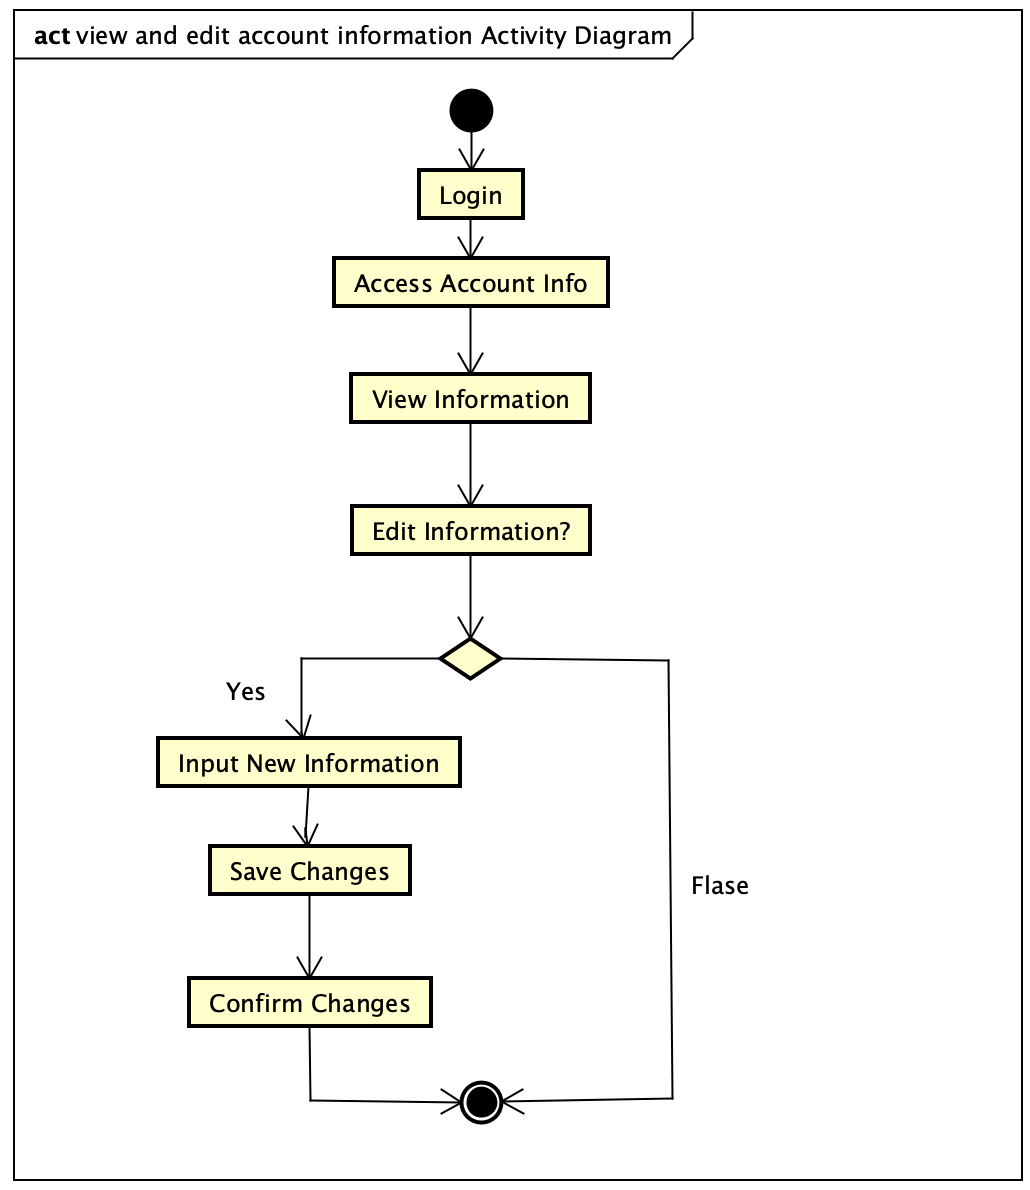 act view and edit account information Activity Diagram
Login
Access Account Info
View Information
Edit Information?
Yes
Input New Information
Save Changes
Flase
Confirm Changes